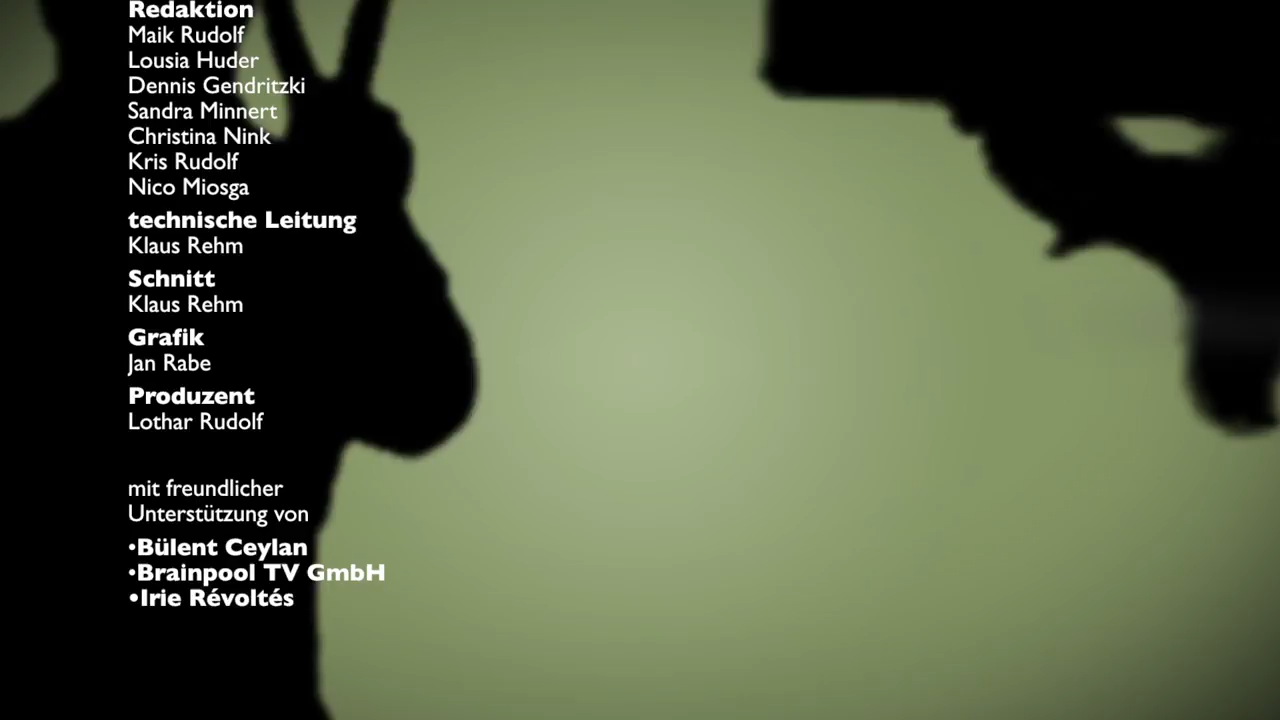 Redaktion
Maik Rudolf
Lousia Huder
Dennis Gendritzki
Sandra Minnert
Christina Nink
Kris Rudolf
Nico Miosga
technische Leitung
Klaus Rehm
Schnitt
Klaus Rehm
Grafik
Jan Rabe
Produzent
Lothar Rudolf
mit freundlicher
Unterstützung von
•Bülent Ceylan
•Brainpool TV GmbH
•Irie Révoltés